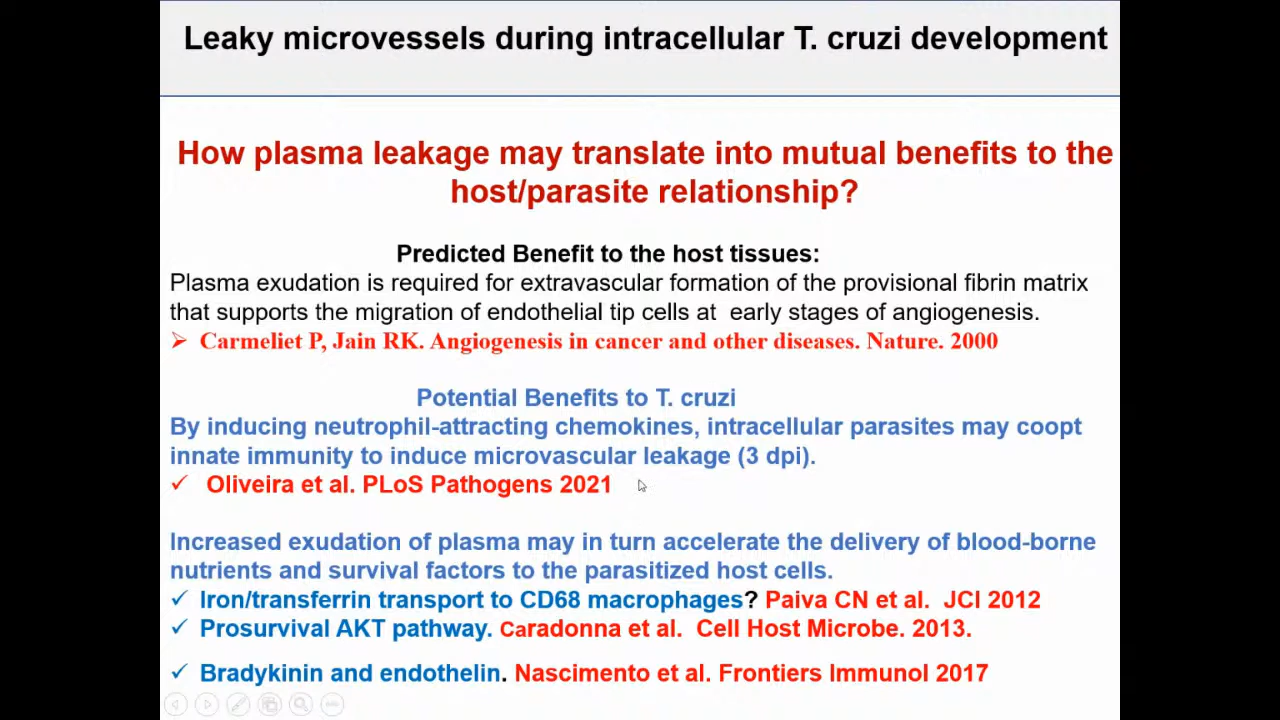 Leaky microvessels during intracellular T. cruzi development
How plasma leakage may translate into mutual benefits to the
host/parasite relationship?
Predicted Benefit to the host tissues:
Plasma exudation is required for extravascular formation of the provisional fibrin matrix
that supports the migration of endothelial tip cells at early stages of angiogenesis.
➢ Carmeliet P, Jain RK. Angiogenesis in cancer and other diseases. Nature. 2000
Potential Benefits to T. cruzi
By inducing neutrophil-attracting chemokines, intracellular parasites may coopt
innate immunity to induce microvascular leakage (3 dpi).
✓ Oliveira et al. PLoS Pathogens 2021
Increased exudation of plasma may in turn accelerate the delivery of blood-borne
nutrients and survival factors to the parasitized host cells.
✓ Iron/transferrin transport to CD68 macrophages? Paiva CN et al. JCI 2012
✓ Prosurvival AKT pathway. Caradonna et al. Cell Host Microbe. 2013.
✓ Bradykinin and endothelin. Nascimento et al. Frontiers Immunol 2017